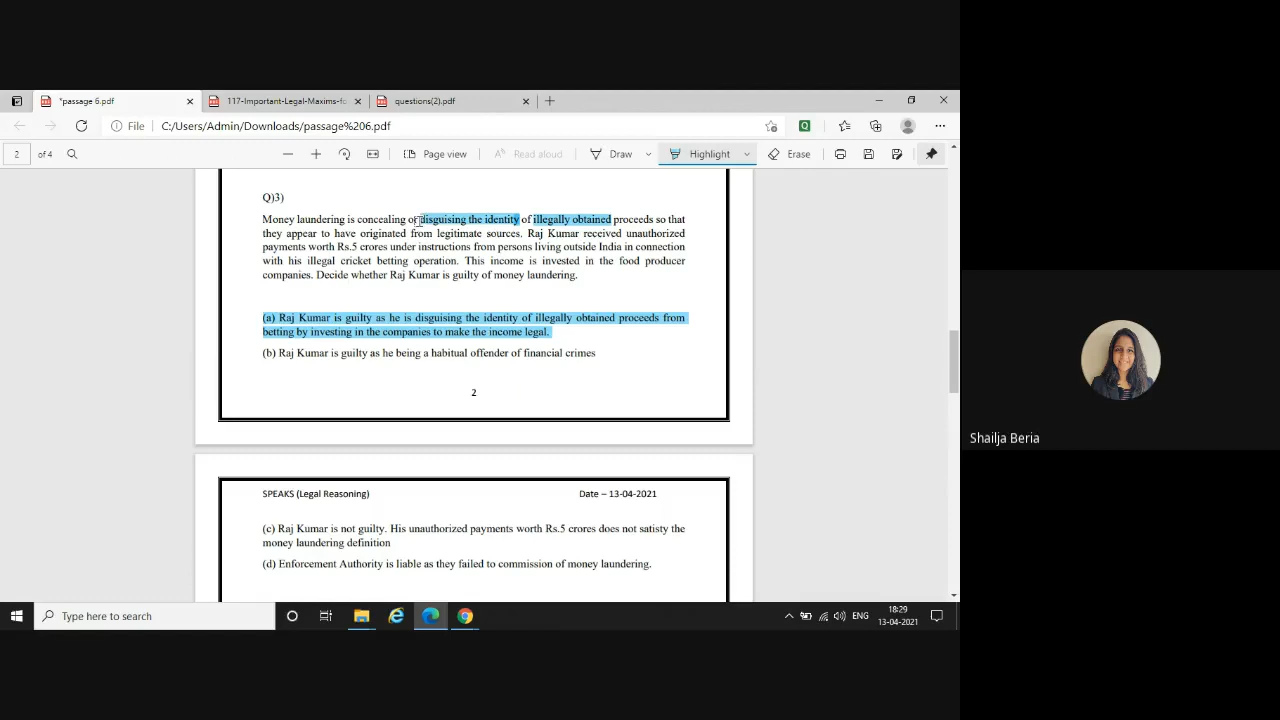 *passage 6.pdf
117-Important-Legal-Maxims-fo
questions(2).pdf
File
C:/Users/Admin/Downloads/passage%206.pdf
2 of 4
Page view
Read aloud
Draw
Highlight
Erase
Q)3)
Money laundering is concealing or disguising the identity of illegally obtained proceeds so that
they appear to have originated from legitimate sources. Raj Kumar received unauthorized
payments worth Rs.5 crores under instructions from persons living outside India in connection
with his illegal cricket betting operation. This income is invested in the food producer
companies. Decide whether Raj Kumar is guilty of money laundering.
(a) Raj Kumar is guilty as he is disguising the identity of illegally obtained proceeds from
betting by investing in the companies to make the income legal.
(b) Raj Kumar is guilty as he being a habitual offender of financial crimes
2
SPEAKS (Legal Reasoning) Date – 13-04-2021
(c) Raj Kumar is not guilty. His unauthorized payments worth Rs.5 crores does not satisfy the
money laundering definition
(d) Enforcement Authority is liable as they failed to commission of money laundering.
Shailja Beria
Type here to search
ENG
18:29
13-04-2021